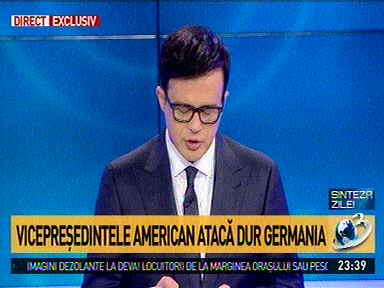 DIRECT EXCLUSIV
SINTEZA
ZILEI
VICEPREȘEDINTELE AMERICAN ATACĂ DUR GERMANIA
IMAGINI DEZOLANTE LA DEVA! LOCUITORII DE LA MARGINEA ORAȘULUI SAU
23:39